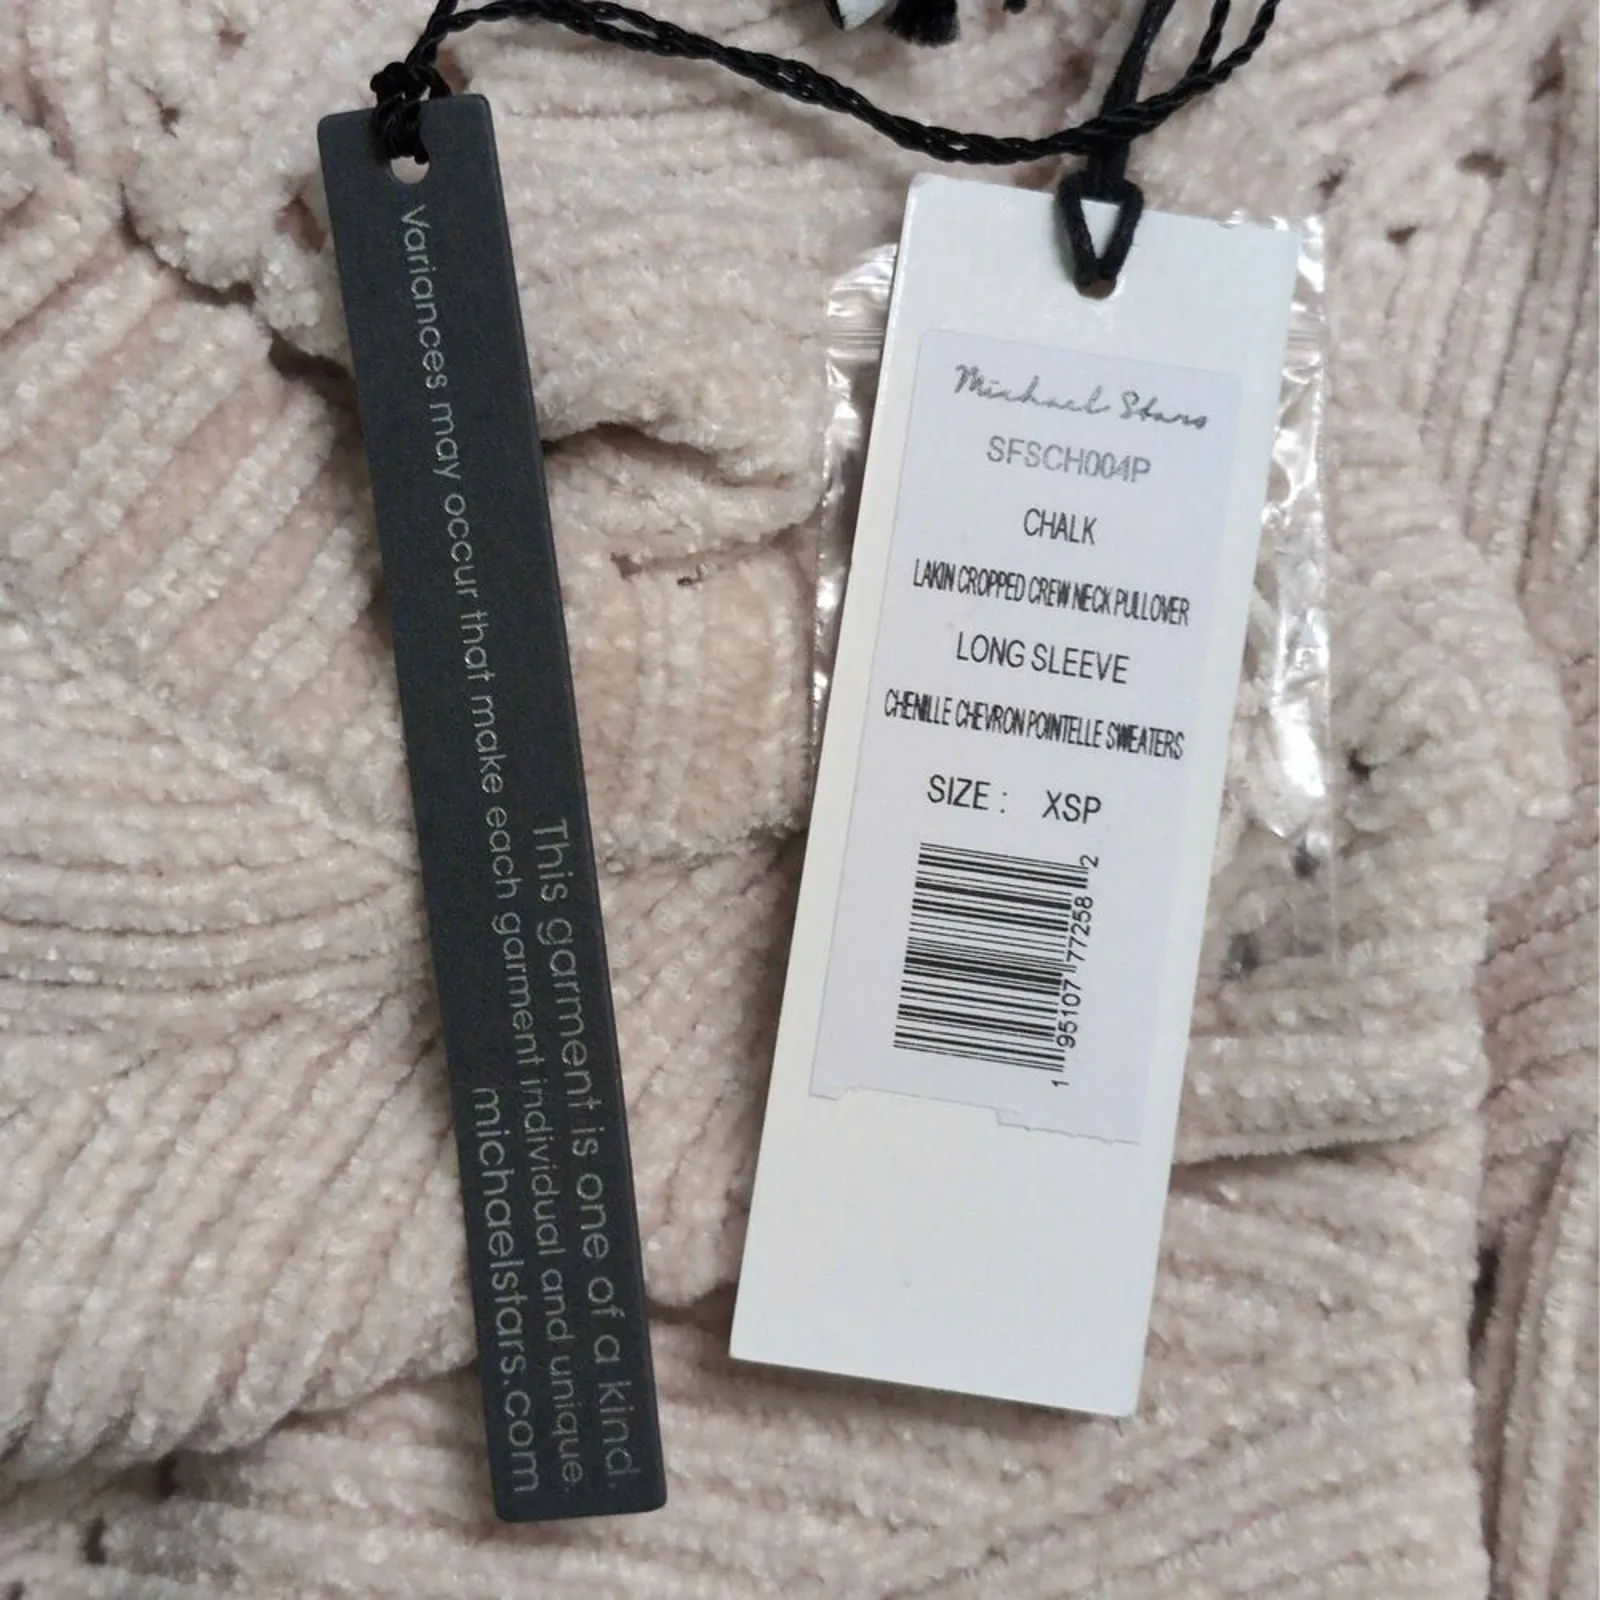 This garment is one of a kind.
Variances may occur that make each garment individual and unique.
michaelstars.com
Michael Stars
SFSCH004P
CHALK
LAKIN CROPPED CREW NECK PULLOVER
LONG SLEEVE
CHENILLE CHEVRON POINTELLE SWEATERS
SIZE : XSP
1 95107 77258 2